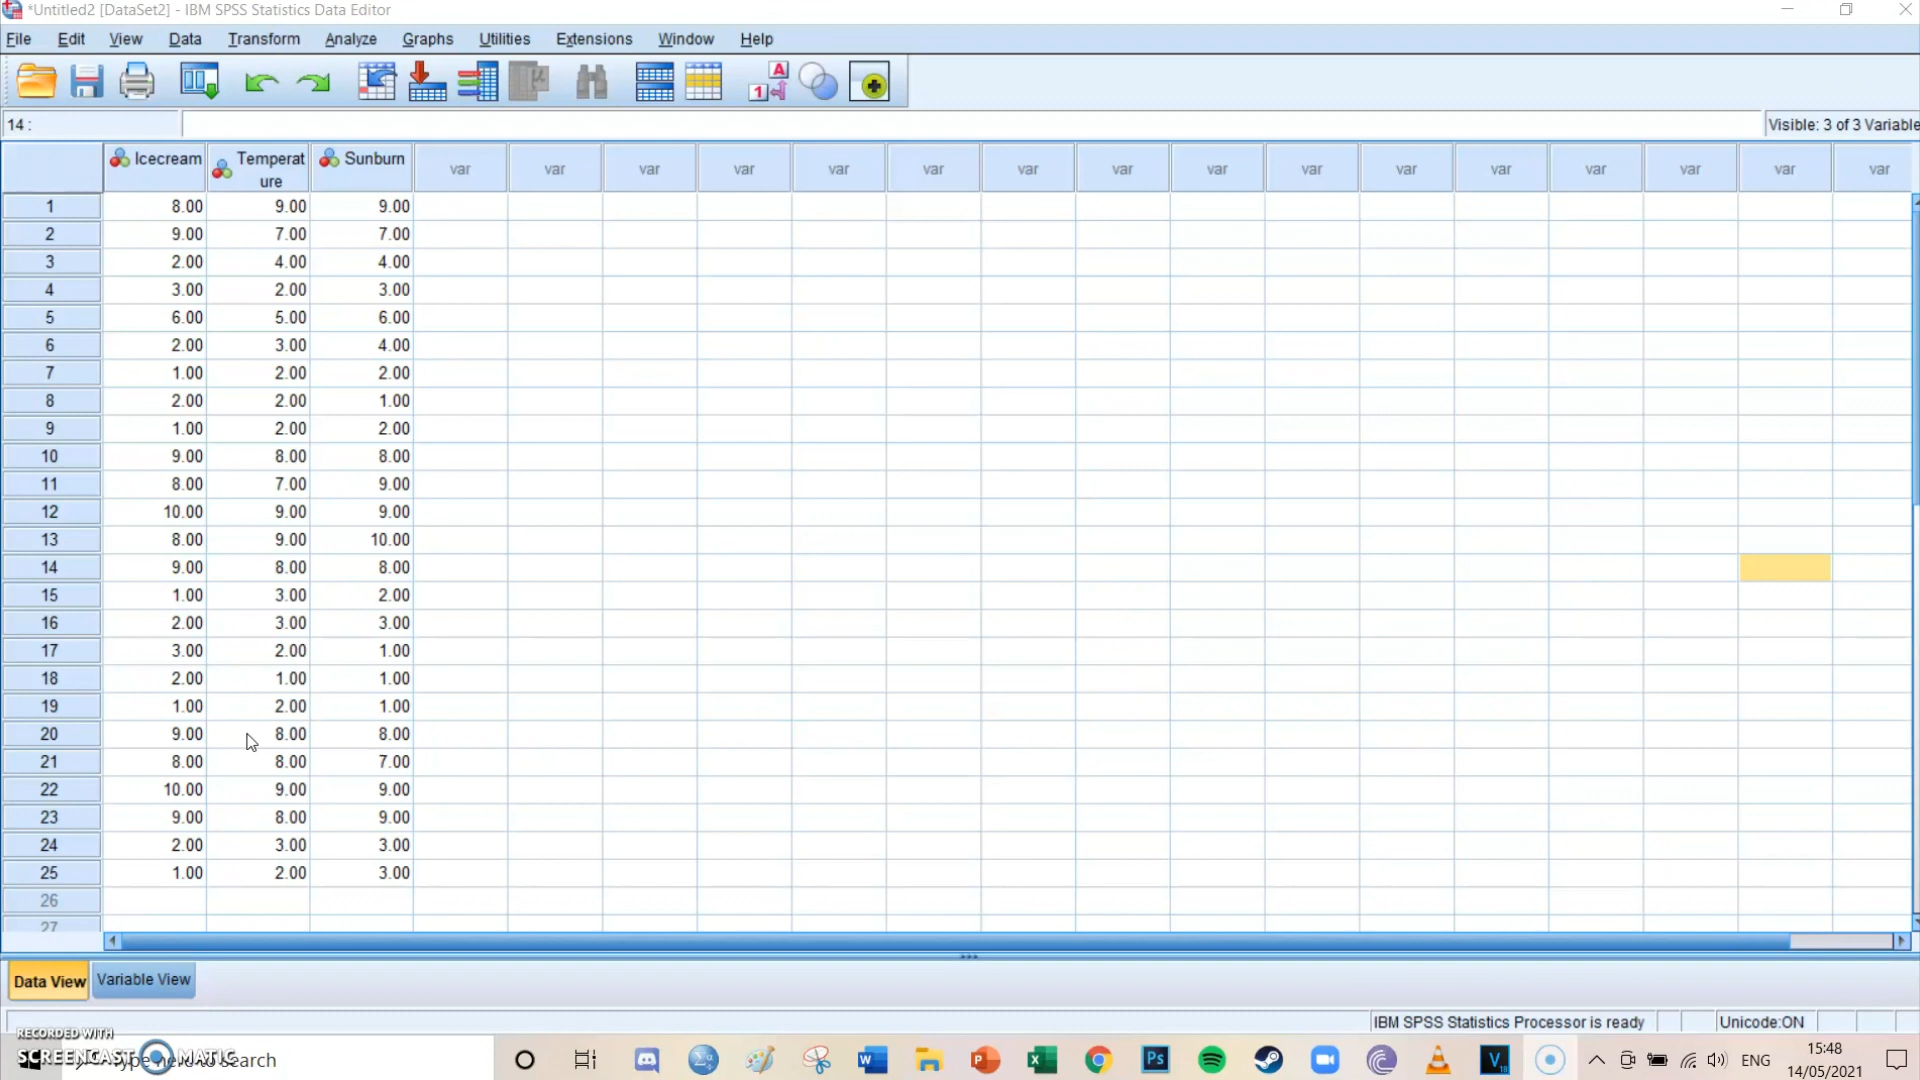 *Untitled2 [DataSet2] - IBM SPSS Statistics Data Editor
File Edit View Data Transform Analyze Graphs Utilities Extensions Window Help
14 : Visible: 3 of 3 Variable
Icecream Temperat
ure Sunburn var var var var var var var var var var var var var var var var
1 8.00 9.00 9.00
2 9.00 7.00 7.00
3 2.00 4.00 4.00
4 3.00 2.00 3.00
5 6.00 5.00 6.00
6 2.00 3.00 4.00
7 1.00 2.00 2.00
8 2.00 2.00 1.00
9 1.00 2.00 2.00
10 9.00 8.00 8.00
11 8.00 7.00 9.00
12 10.00 9.00 9.00
13 8.00 9.00 10.00
14 9.00 8.00 8.00
15 1.00 3.00 2.00
16 2.00 3.00 3.00
17 3.00 2.00 1.00
18 2.00 1.00 1.00
19 1.00 2.00 1.00
20 9.00 8.00 8.00
21 8.00 8.00 7.00
22 10.00 9.00 9.00
23 9.00 8.00 9.00
24 2.00 3.00 3.00
25 1.00 2.00 3.00
26
27
Data View Variable View
IBM SPSS Statistics Processor is ready Unicode:ON
RECORDED WITH
SCREENCAST MATIC
Type here to search
ENG 15:48
14/05/2021